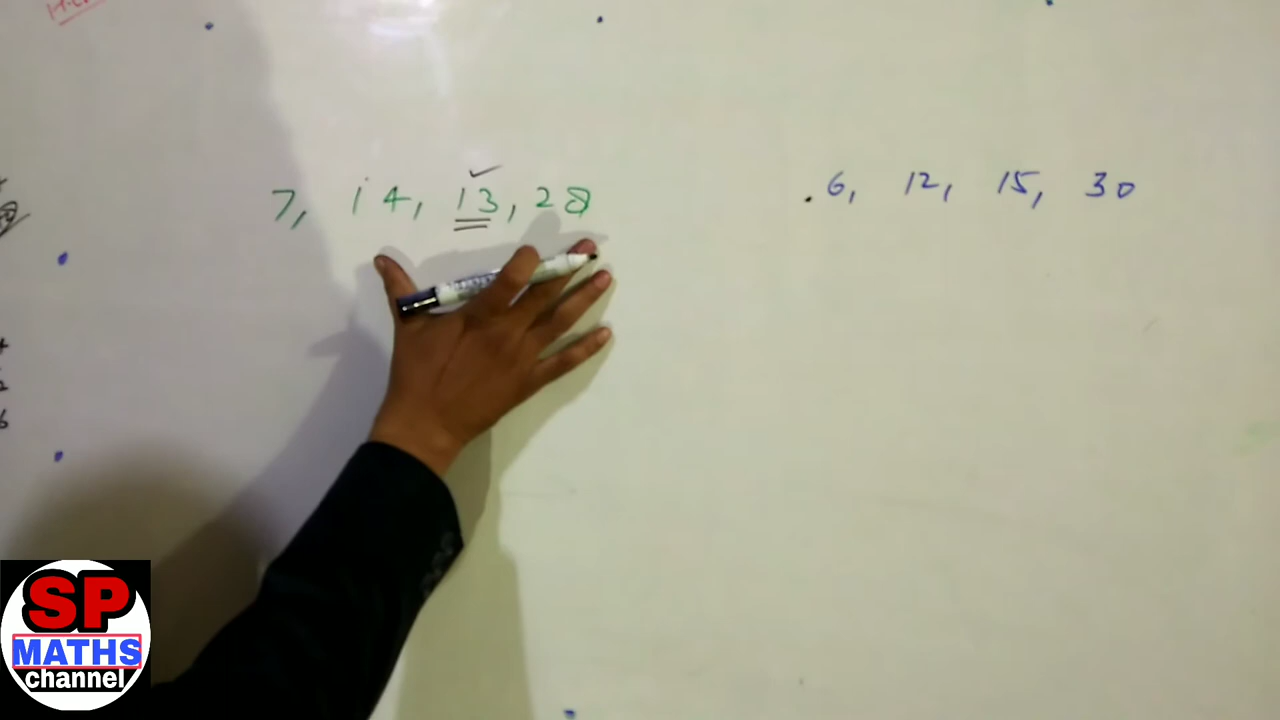 7, 14, 13, 28
.6, 12, 15, 30
SP
MATHS
channel